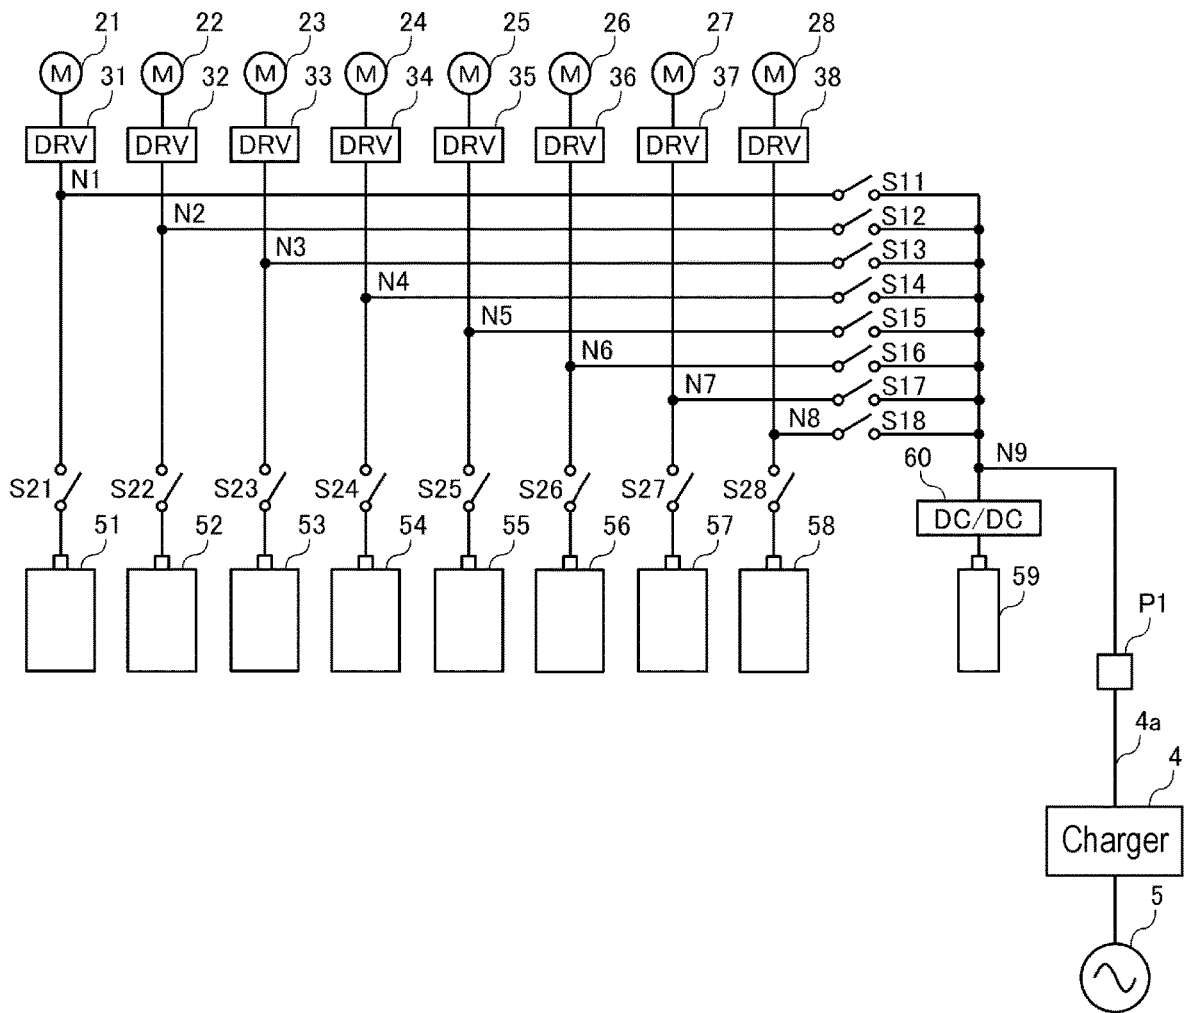 21 22 23 24 25 26 27 28
M M M M M M M M
31 32 33 34 35 36 37 38
DRV DRV DRV DRV DRV DRV DRV DRV
N1 S11
N2 S12
N3 S13
N4 S14
N5 S15
N6 S16
N7 S17
N8 S18
60 N9
S21 S22 S23 S24 S25 S26 S27 S28
51 52 53 54 55 56 57 58 DC/DC
59
P1
4a
4
Charger
5